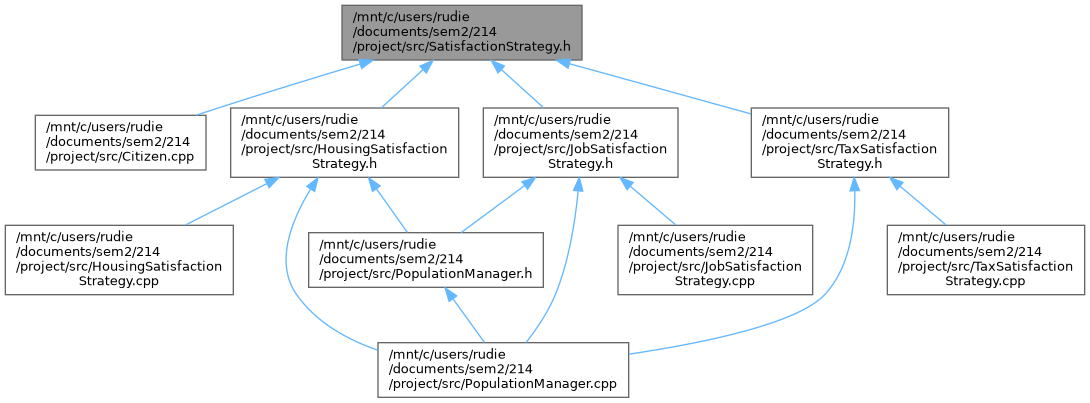 /mnt/c/users/rudie
/documents/sem2/214
/project/src/SatisfactionStrategy.h
/mnt/c/users/rudie
/documents/sem2/214
/project/src/Citizen.cpp
/mnt/c/users/rudie
/documents/sem2/214
/project/src/HousingSatisfaction
Strategy.h
/mnt/c/users/rudie
/documents/sem2/214
/project/src/JobSatisfaction
Strategy.h
/mnt/c/users/rudie
/documents/sem2/214
/project/src/TaxSatisfaction
Strategy.h
/mnt/c/users/rudie
/documents/sem2/214
/project/src/HousingSatisfaction
Strategy.cpp
/mnt/c/users/rudie
/documents/sem2/214
/project/src/PopulationManager.h
/mnt/c/users/rudie
/documents/sem2/214
/project/src/JobSatisfaction
Strategy.cpp
/mnt/c/users/rudie
/documents/sem2/214
/project/src/TaxSatisfaction
Strategy.cpp
/mnt/c/users/rudie
/documents/sem2/214
/project/src/PopulationManager.cpp